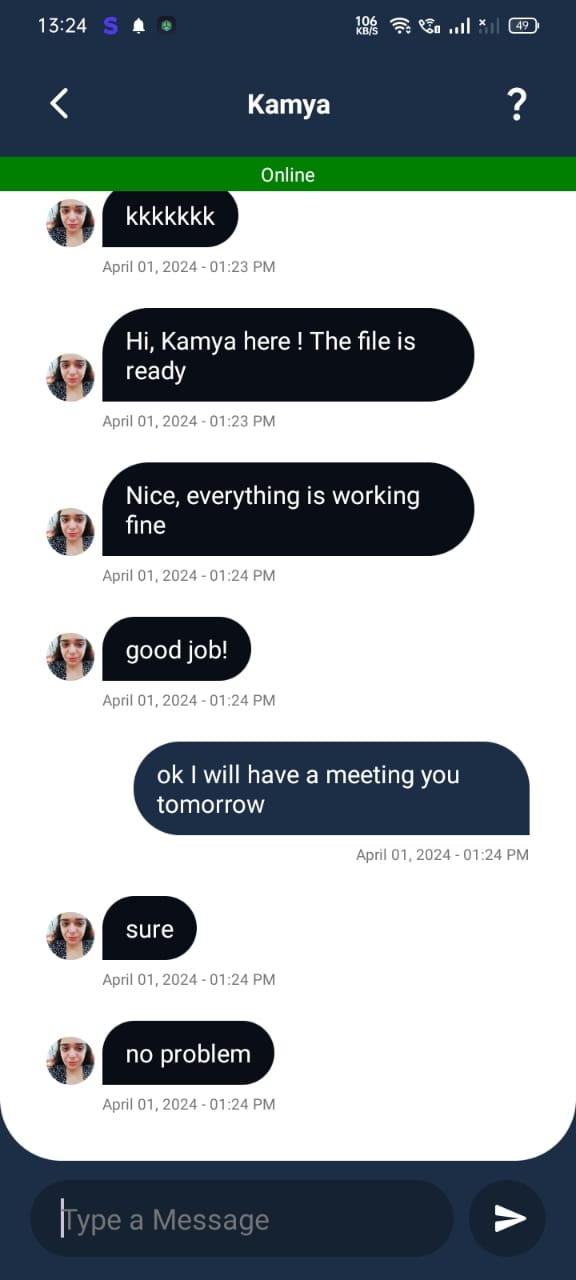 13:24 S 106 KB/S 49
Kamya ?
Online
kkkkkkk
April 01, 2024 - 01:23 PM
Hi, Kamya here ! The file is
ready
April 01, 2024 - 01:23 PM
Nice, everything is working
fine
April 01, 2024 - 01:24 PM
good job!
April 01, 2024 - 01:24 PM
ok I will have a meeting you
tomorrow
April 01, 2024 - 01:24 PM
sure
April 01, 2024 - 01:24 PM
no problem
April 01, 2024 - 01:24 PM
Type a Message